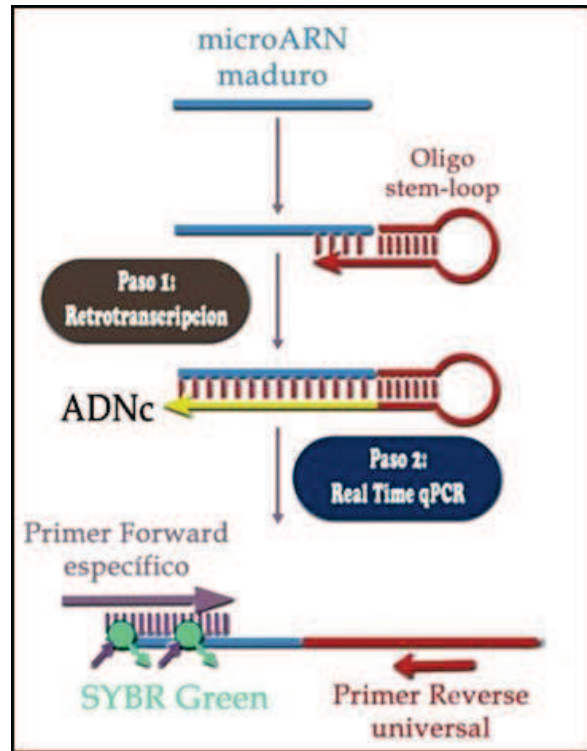 microARN
maduro
Oligo
stem-loop
Paso 1:
Retrotranscripcion
ADNc
Paso 2:
Real Time qPCR
Primer Forward
específico
SYBR Green
Primer Reverse
universal